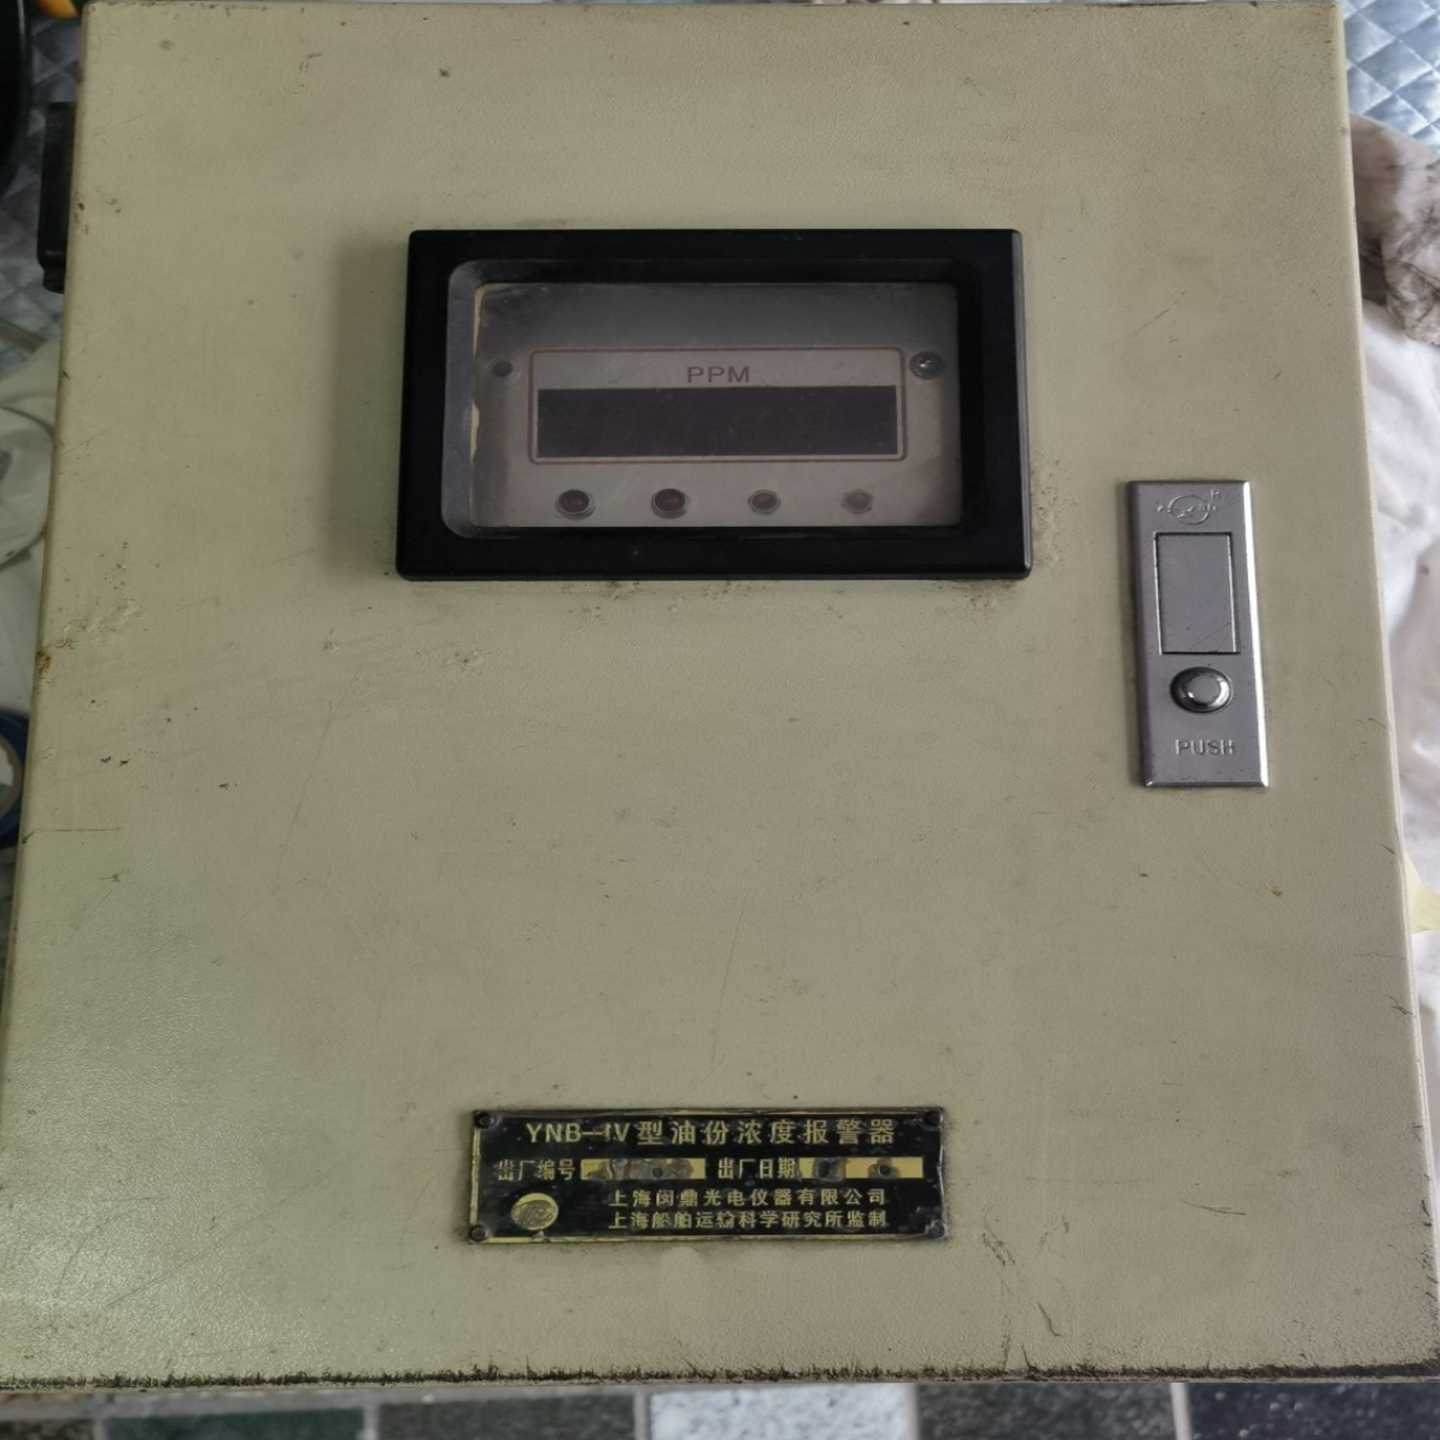 PPM
PUSH
YNB-IV型油份浓度报警器
出厂编号 出厂日期
上海闵鼎光电仪器有限公司
上海船舶运输科学研究所监制